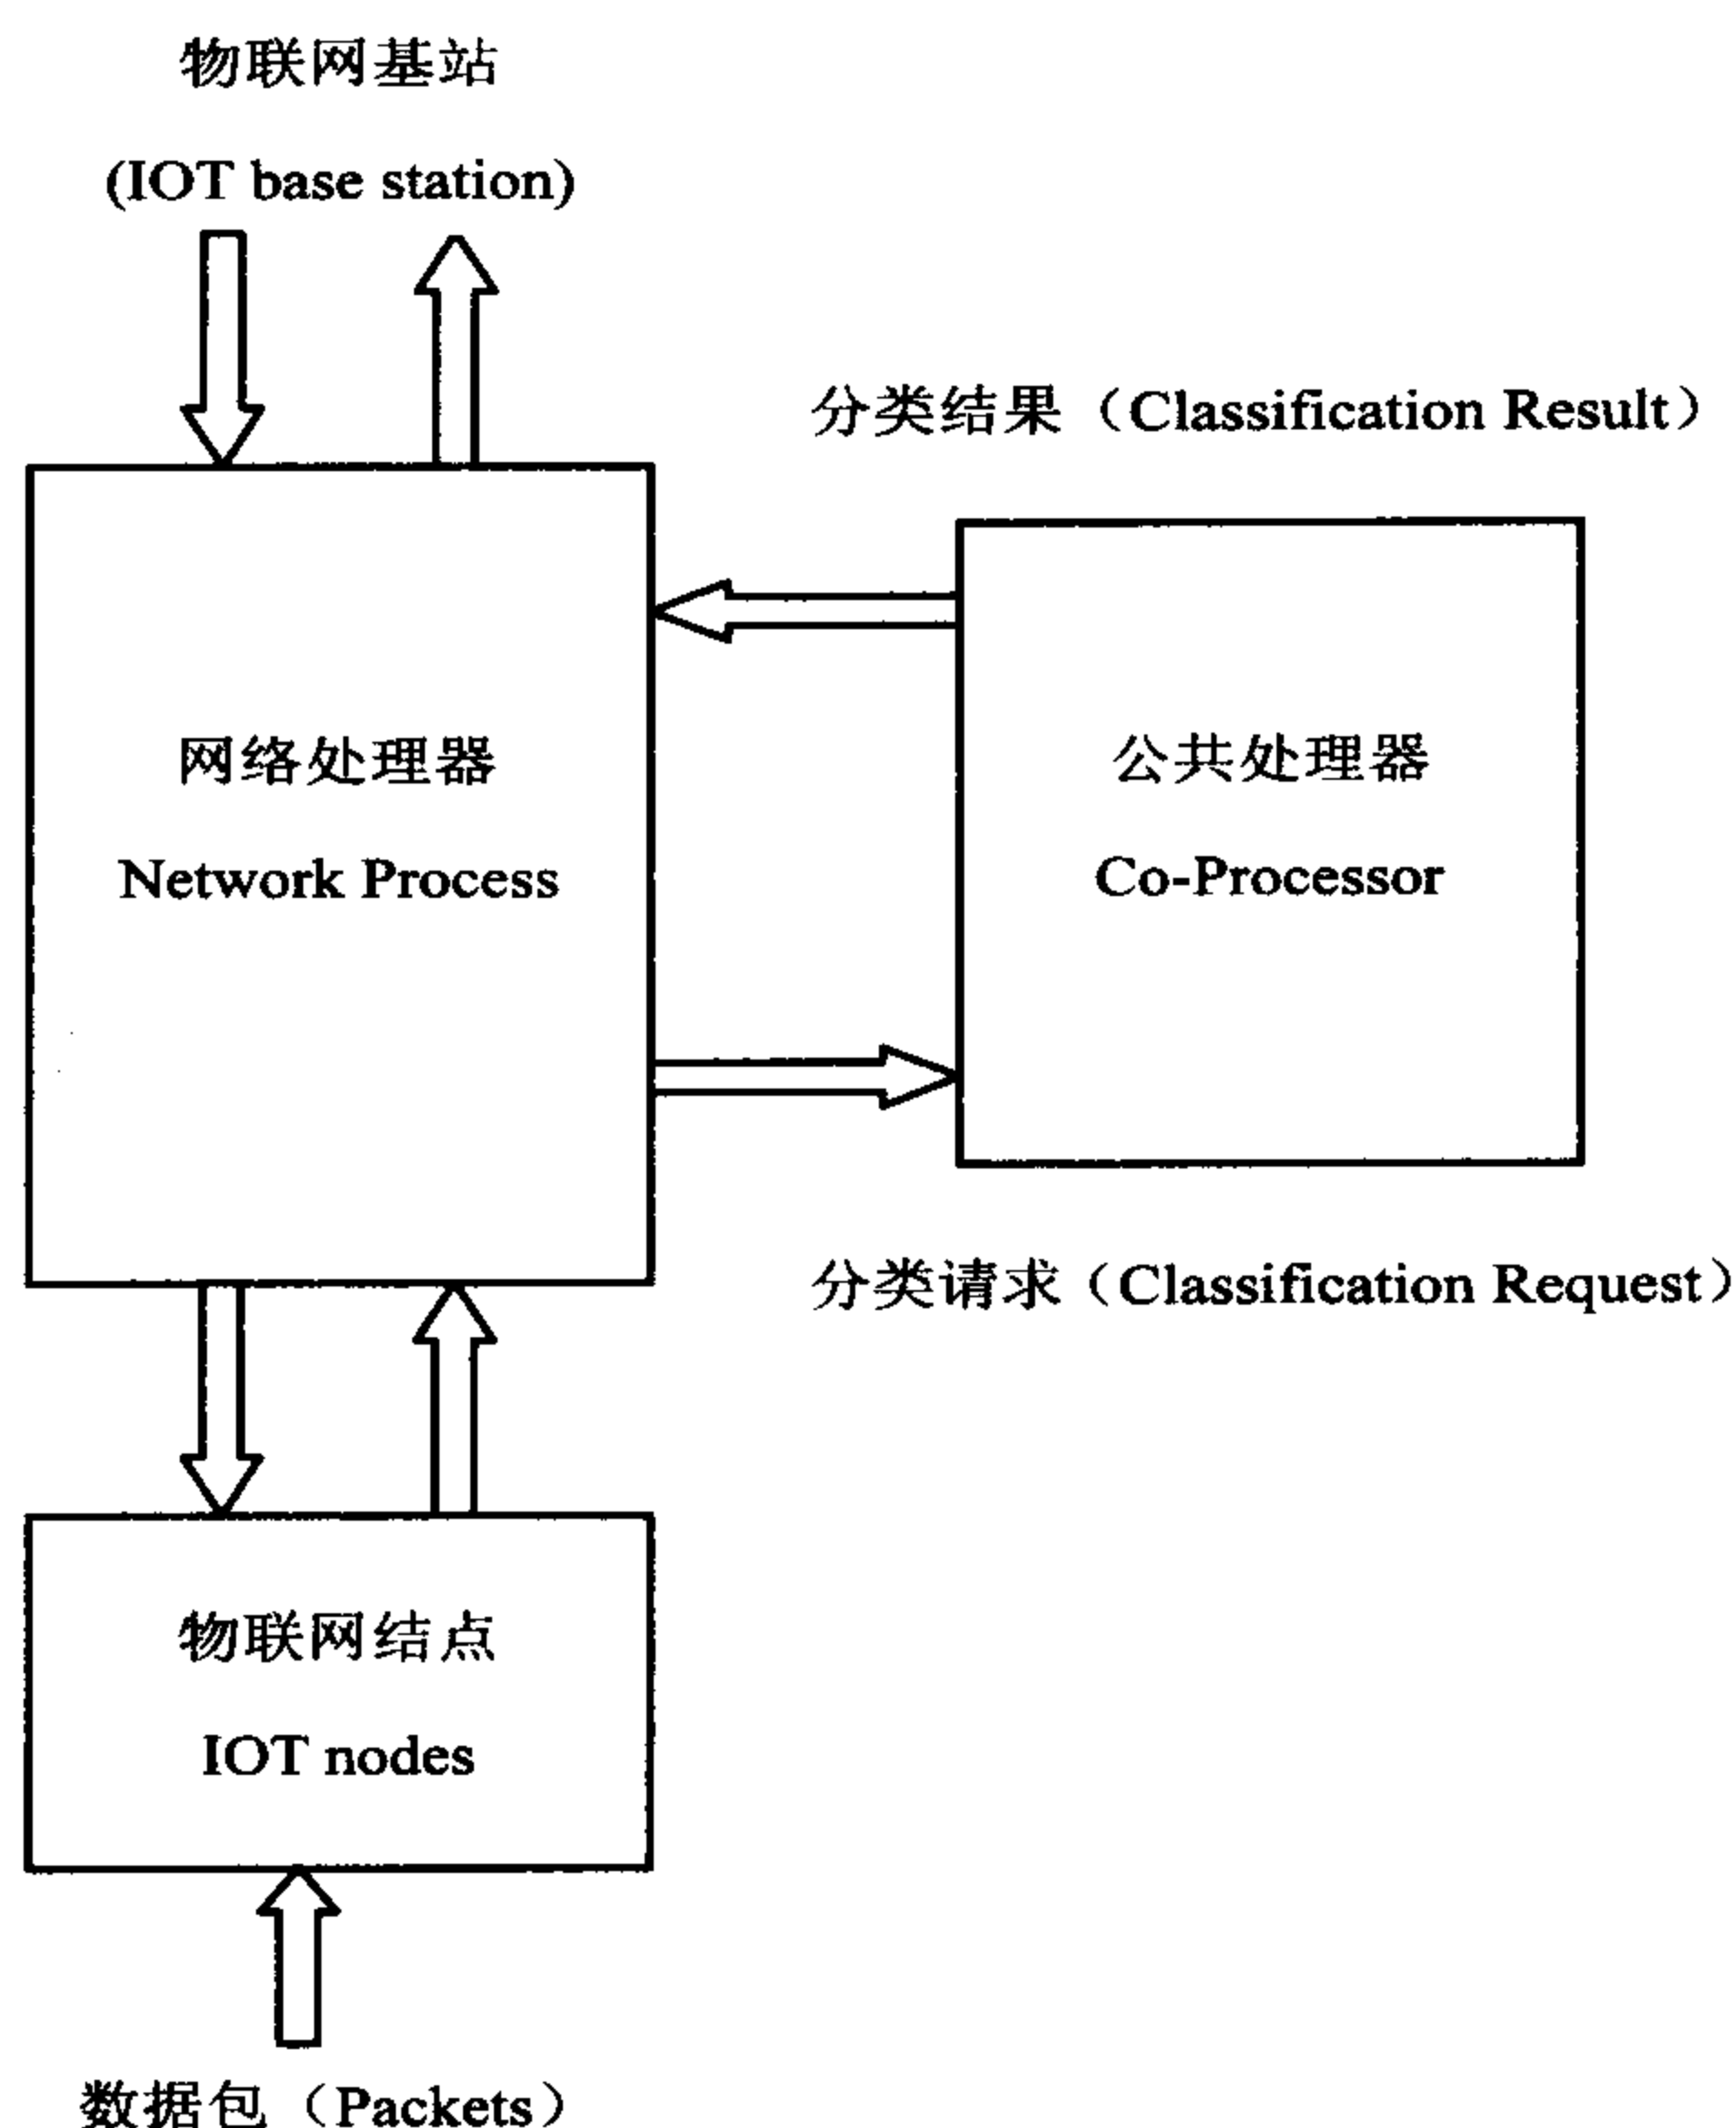 物联网基站
(IOT base station)
分类结果（Classification Result）
网络处理器
Network Process
公共处理器
Co-Processor
分类请求（Classification Request）
物联网结点
IOT nodes
数据包（Packets）